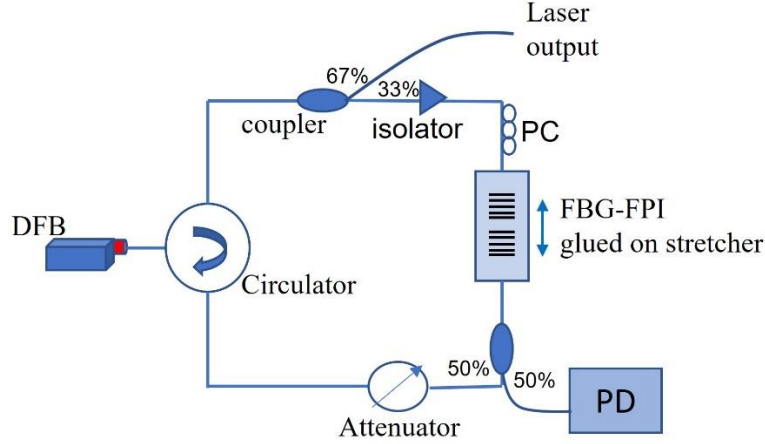 Laser
output
67%
33%
coupler
isolator
PC
DFB
FBG-FPI
glued on stretcher
Circulator
50%
50%
Attenuator
PD